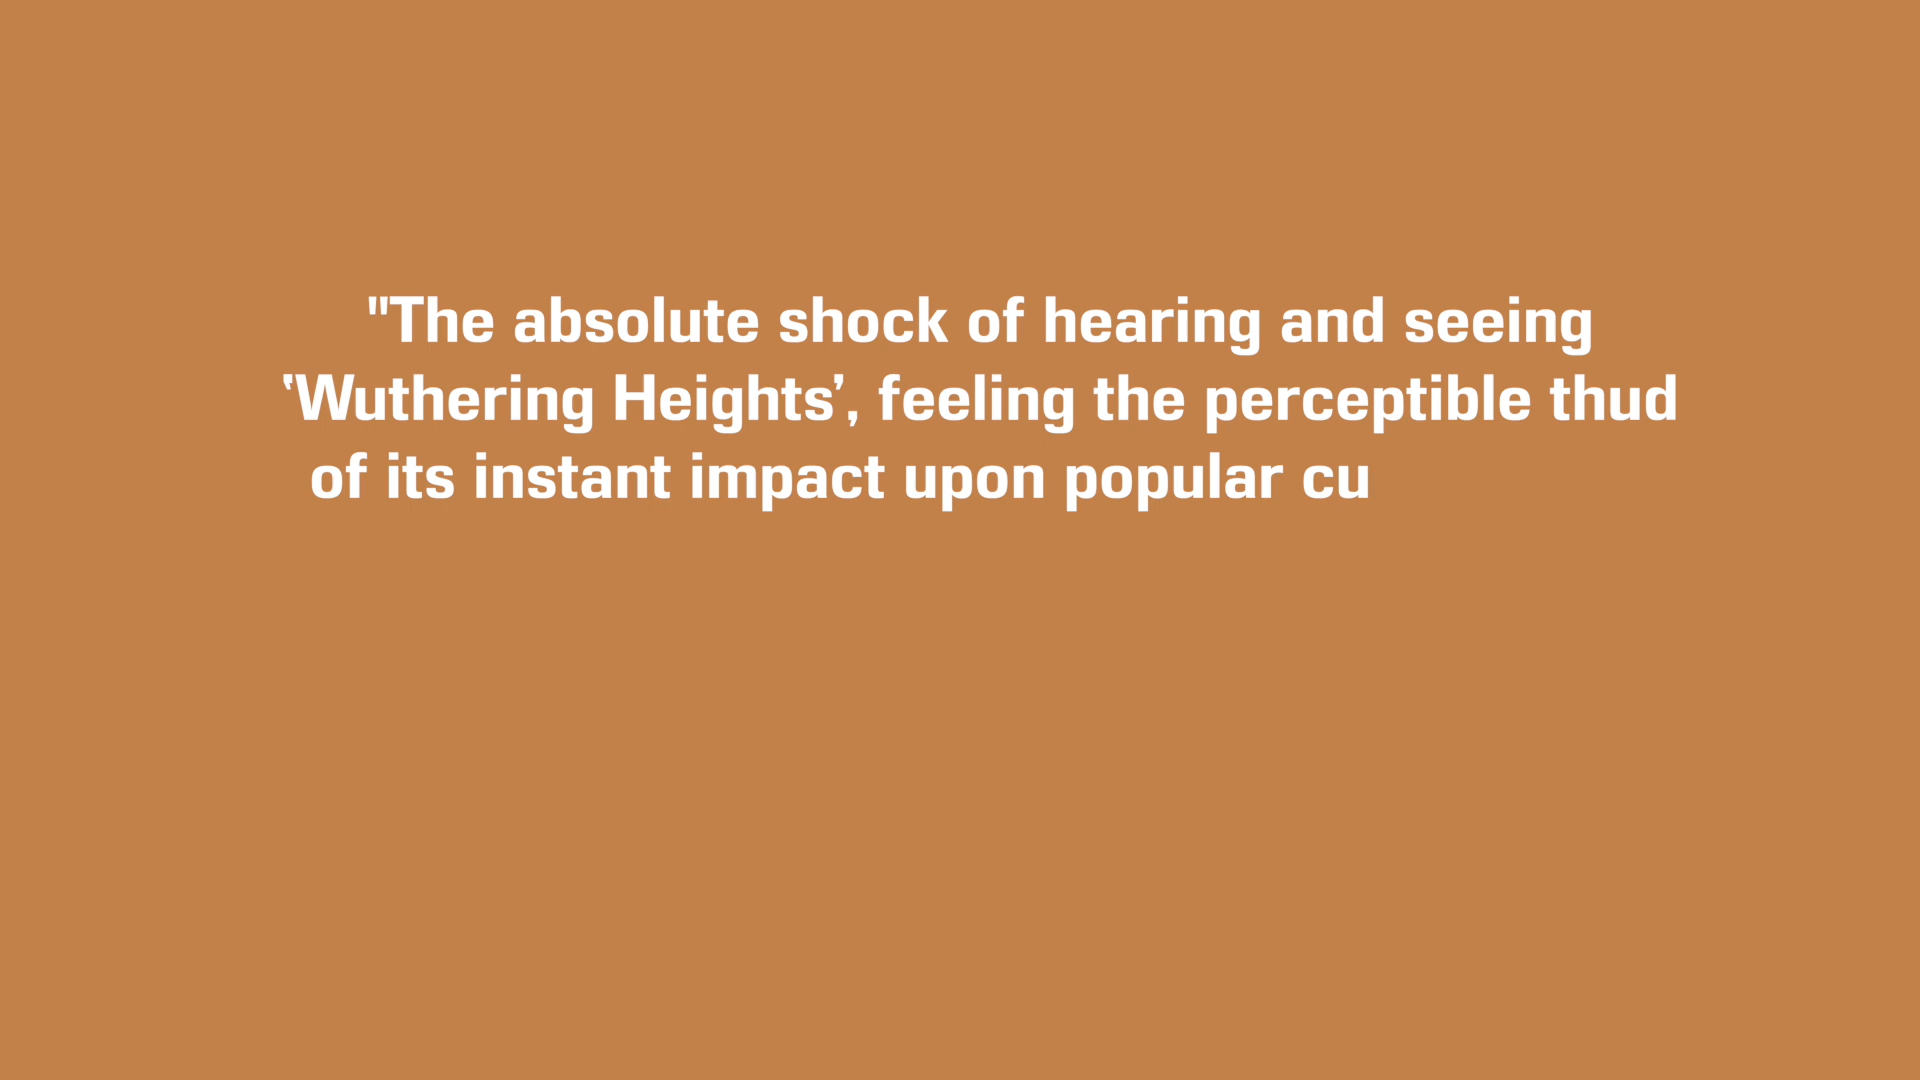 "The absolute shock of hearing and seeing
‘Wuthering Heights’, feeling the perceptible thud
of its instant impact upon popular cu